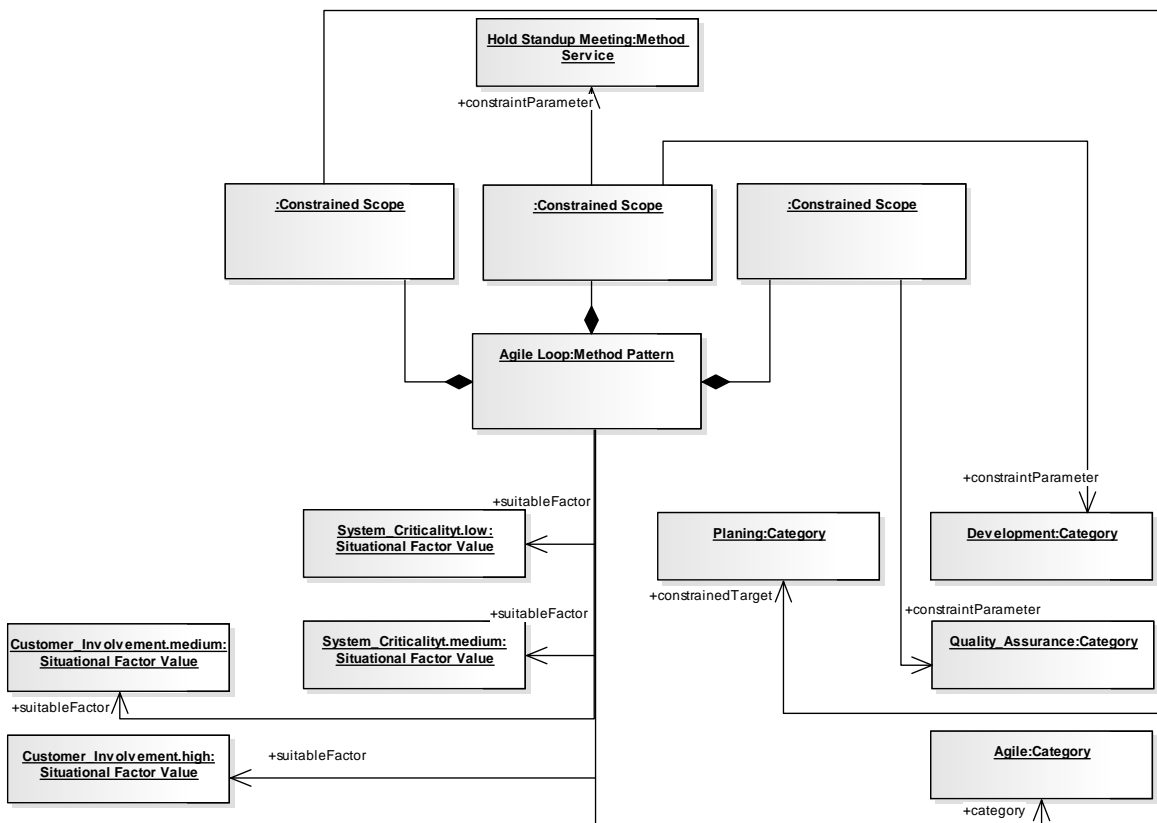 Hold Standup Meeting:Method
Service
+constraintParameter
:Constrained Scope
:Constrained Scope
:Constrained Scope
Agile Loop:Method Pattern
+constraintParameter
+suitableFactor
System_Criticalityt.low:
Situational Factor Value
Planing:Category
Development:Category
+constrainedTarget
+suitableFactor
+constraintParameter
Customer_Involvement.medium:
Situational Factor Value
System_Criticalityt.medium:
Situational Factor Value
Quality_Assurance:Category
+suitableFactor
Customer_Involvement.high:
Situational Factor Value
+suitableFactor
Agile:Category
+category